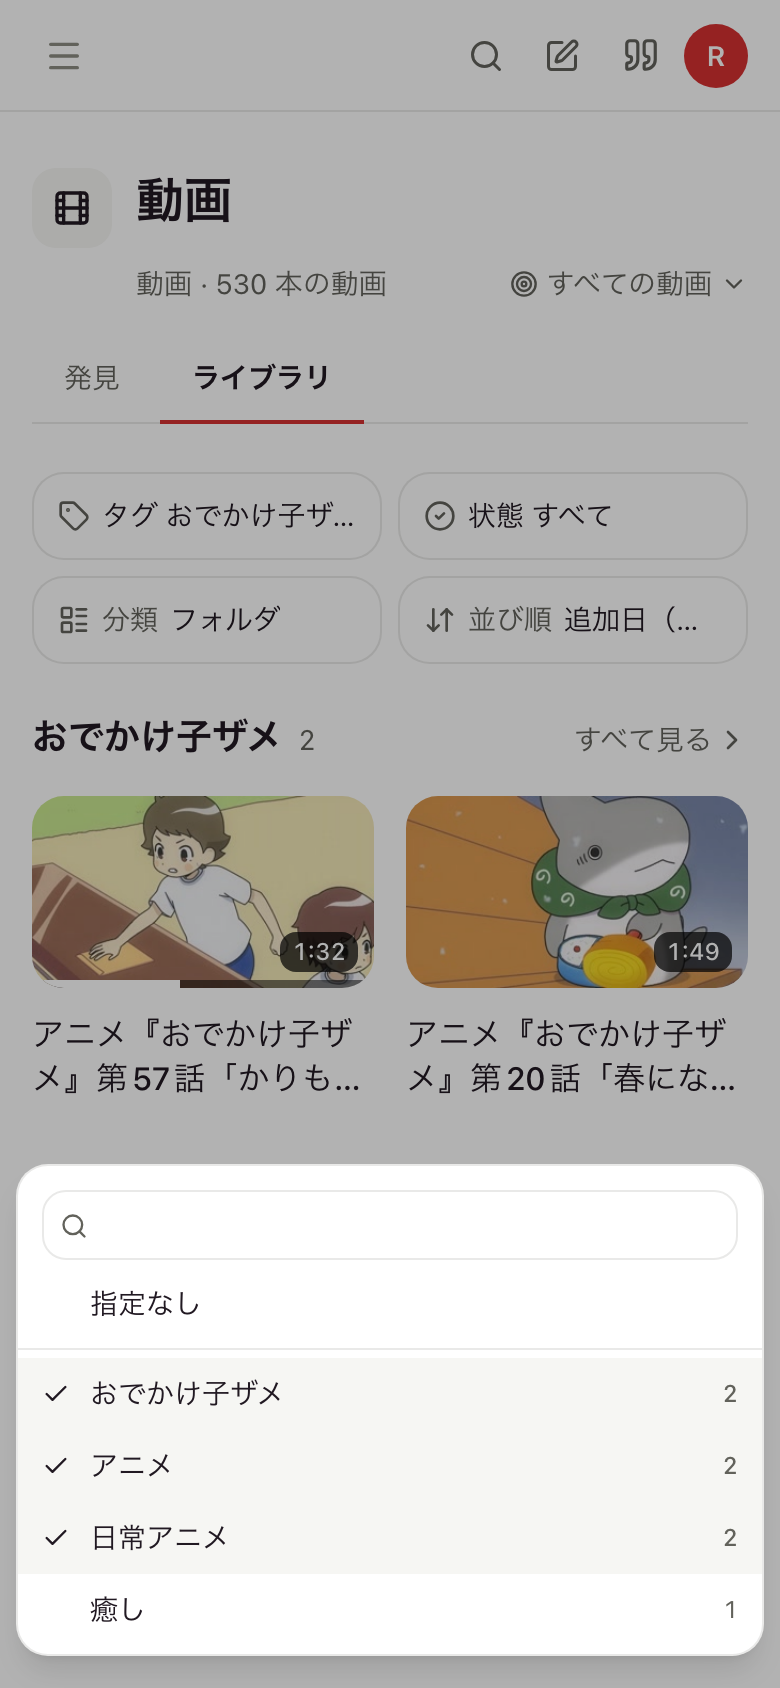 R
動画
動画 · 530 本の動画
すべての動画
発見
ライブラリ
タグ おでかけ子ザ...
状態 すべて
分類 フォルダ
並び順 追加日（...
おでかけ子ザメ 2
すべて見る
1:32
1:49
アニメ『おでかけ子ザ
メ』第57話「かりも...
アニメ『おでかけ子ザ
メ』第20話「春にな...
指定なし
おでかけ子ザメ 2
アニメ 2
日常アニメ 2
癒し 1